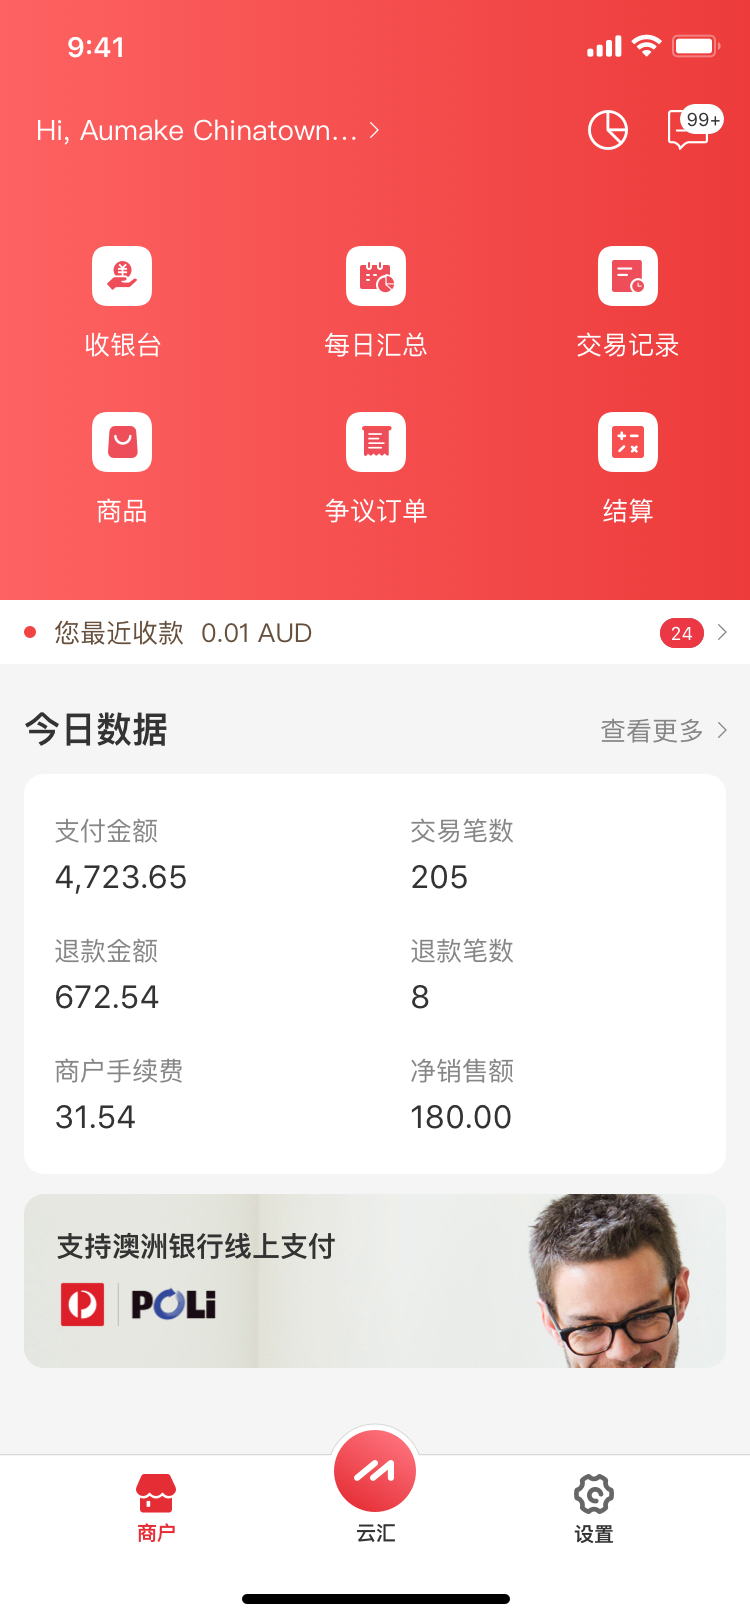 9:41
Hi, Aumake Chinatown...
99+
收银台
每日汇总
交易记录
商品
争议订单
结算
您最近收款 0.01 AUD
24
今日数据
查看更多
支付金额
交易笔数
4,723.65
205
退款金额
退款笔数
672.54
8
商户手续费
净销售额
31.54
180.00
支持澳洲银行线上支付
POLi
商户
云汇
设置